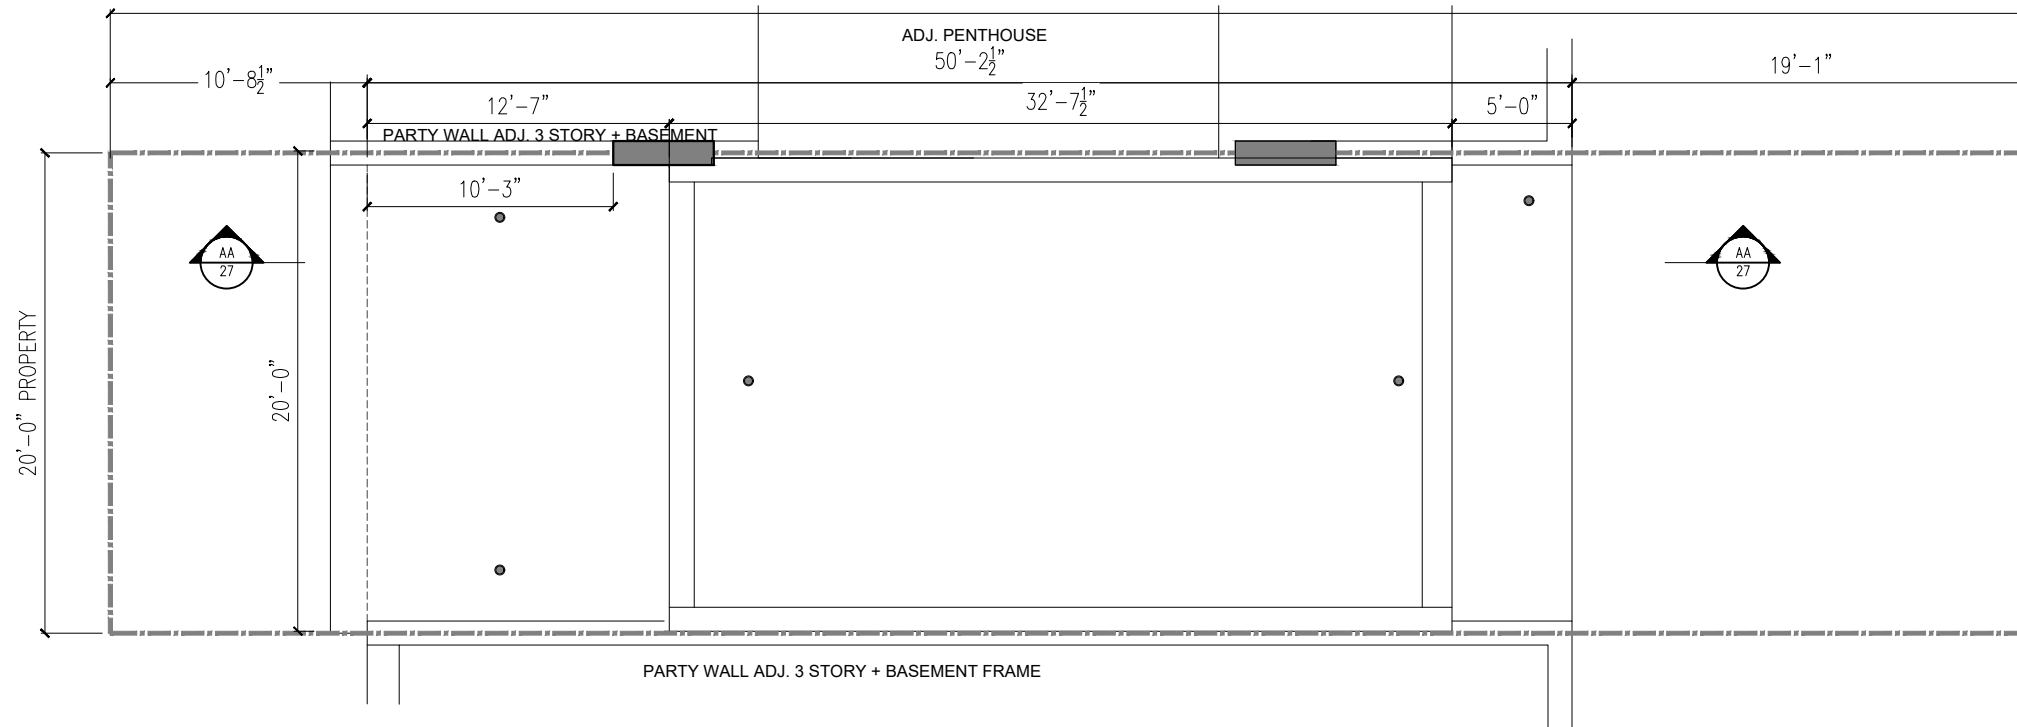 ADJ. PENTHOUSE
50'-2½"
10'-8½"
19'-1"
12'-7"
32'-7½"
5'-0"
PARTY WALL ADJ. 3 STORY + BASEMENT
10'-3"
AA
27
AA
27
20'-0" PROPERTY
20'-0"
PARTY WALL ADJ. 3 STORY + BASEMENT FRAME